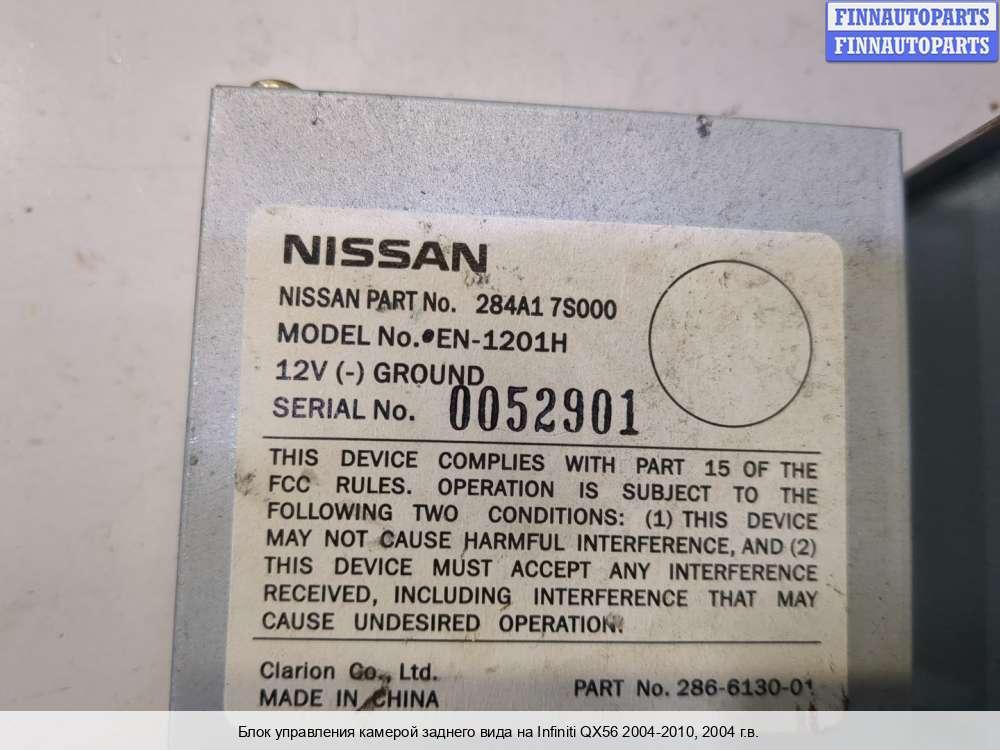 FINNAUTOPARTS
FINNAUTOPARTS
NISSAN
NISSAN PART No. 284A1 7S000
MODEL No. EN-1201H
12V (-) GROUND
SERIAL No. 0052901
THIS DEVICE COMPLIES WITH PART 15 OF THE
FCC RULES. OPERATION IS SUBJECT TO THE
FOLLOWING TWO CONDITIONS: (1) THIS DEVICE
MAY NOT CAUSE HARMFUL INTERFERENCE, AND (2)
THIS DEVICE MUST ACCEPT ANY INTERFERENCE
RECEIVED, INCLUDING INTERFERENCE THAT MAY
CAUSE UNDESIRED OPERATION.
Clarion Co., Ltd.
MADE IN CHINA
PART No. 286-6130-01
Блок управления камерой заднего вида на Infiniti QX56 2004-2010, 2004 г.в.